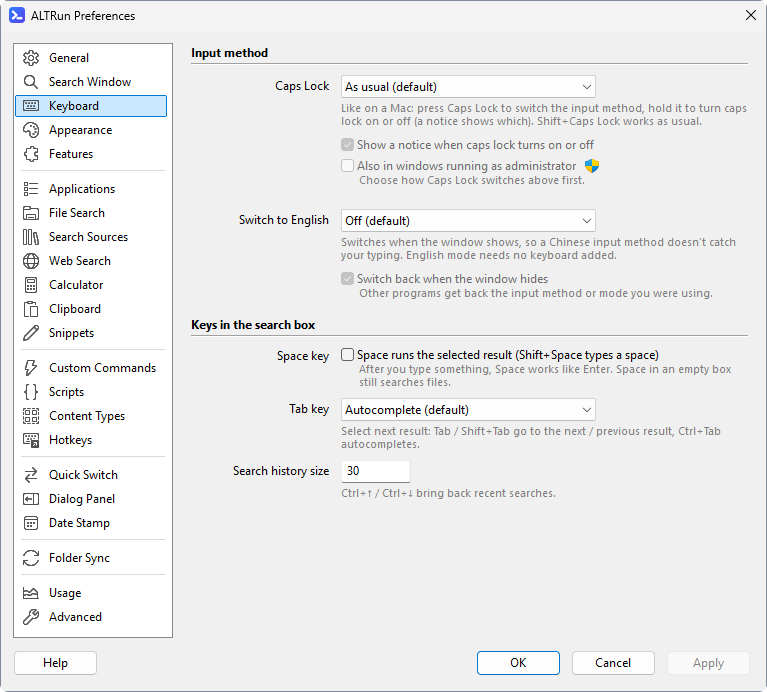 ALTRun Preferences
General
Search Window
Keyboard
Appearance
Features
Applications
File Search
Search Sources
Web Search
Calculator
Clipboard
Snippets
Custom Commands
Scripts
Content Types
Hotkeys
Quick Switch
Dialog Panel
Date Stamp
Folder Sync
Usage
Advanced
Input method
Caps Lock
As usual (default)
Like on a Mac: press Caps Lock to switch the input method, hold it to turn caps
lock on or off (a notice shows which). Shift+Caps Lock works as usual.
Show a notice when caps lock turns on or off
Also in windows running as administrator
Choose how Caps Lock switches above first.
Switch to English
Off (default)
Switches when the window shows, so a Chinese input method doesn't catch
your typing. English mode needs no keyboard added.
Switch back when the window hides
Other programs get back the input method or mode you were using.
Keys in the search box
Space key
Space runs the selected result (Shift+Space types a space)
After you type something, Space works like Enter. Space in an empty box
still searches files.
Tab key
Autocomplete (default)
Select next result: Tab / Shift+Tab go to the next / previous result, Ctrl+Tab
autocompletes.
Search history size
30
Ctrl+↑ / Ctrl+↓ bring back recent searches.
Help
OK
Cancel
Apply